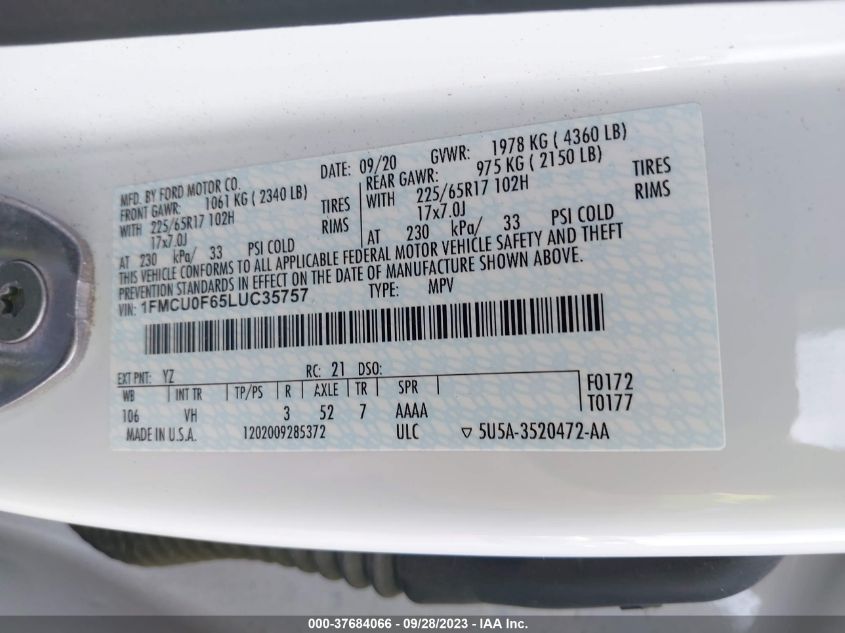 DATE: 09/20 GVWR: 1978 KG ( 4360 LB)
MFD. BY FORD MOTOR CO.
FRONT GAWR: 1061 KG ( 2340 LB)
WITH 225/65R17 102H TIRES
17x7.0J RIMS
AT 230 kPa/ 33 PSI COLD
REAR GAWR: 975 KG ( 2150 LB)
WITH 225/65R17 102H TIRES
17x7.0J RIMS
AT 230 kPa/ 33 PSI COLD
THIS VEHICLE CONFORMS TO ALL APPLICABLE FEDERAL MOTOR VEHICLE SAFETY AND THEFT
PREVENTION STANDARDS IN EFFECT ON THE DATE OF MANUFACTURE SHOWN ABOVE.
VIN: 1FMCU0F65LUC35757 TYPE: MPV
EXT PNT: YZ RC: 21 DSO:
WB INT TR TP/PS R AXLE TR SPR
106 VH 3 52 7 AAAA
F0172
T0177
MADE IN U.S.A. 1202009285372 ULC ▽ 5U5A-3520472-AA
000-37684066 - 09/28/2023 - IAA Inc.